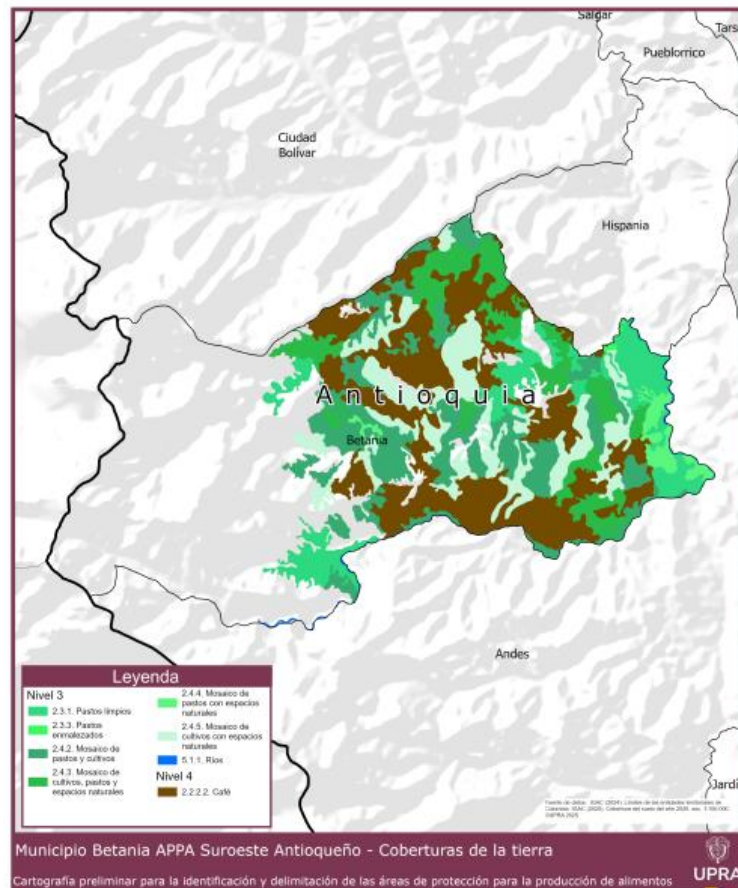 Salgar
Tars
Pueblorrico
Ciudad
Bolívar
Hispania
Antioquia
Betania
Andes
Jardí
Leyenda
Nivel 3
2.3.1. Pastos limpios
2.3.3. Pastos
enmalezados
2.4.2. Mosaico de
pastos y cultivos
2.4.3. Mosaico de
cultivos, pastos y
espacios naturales
2.4.4. Mosaico de
pastos con espacios
naturales
2.4.5. Mosaico de
cultivos con espacios
naturales
5.1.1. Ríos
Nivel 4
2.2.2.2. Café
Municipio Betania APPA Suroeste Antioqueño - Coberturas de la tierra
Cartografía preliminar para la identificación y delimitación de las áreas de protección para la producción de alimentos
UPRA